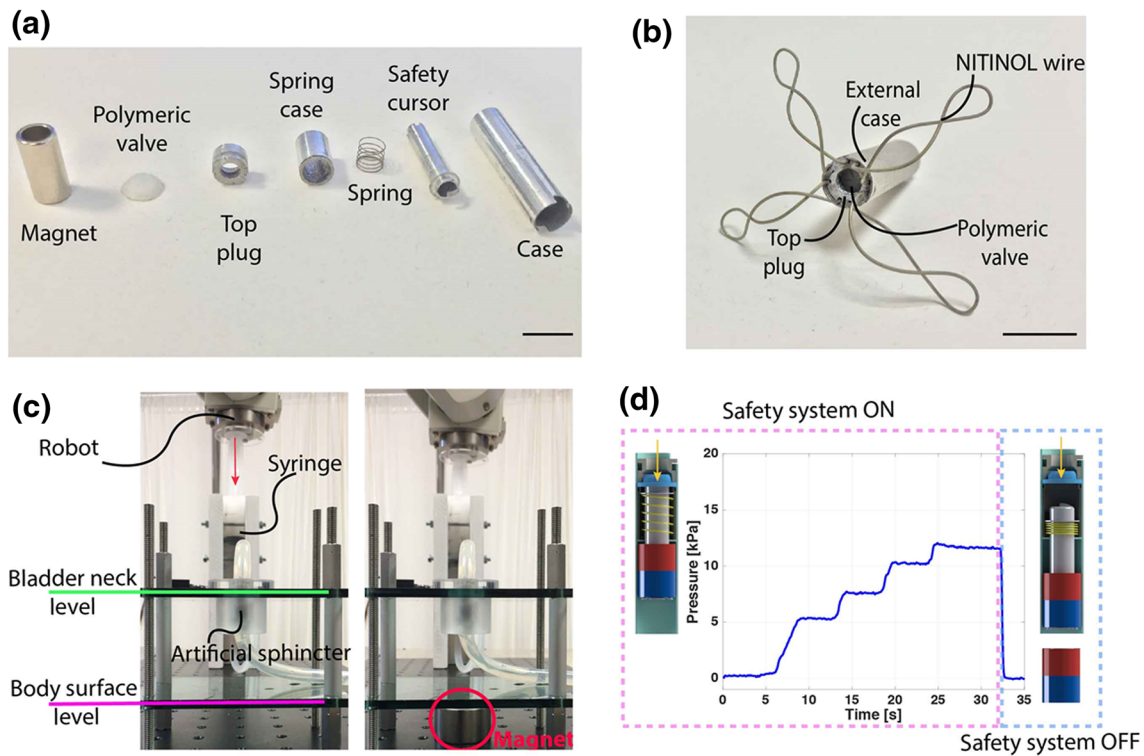 (a)
Magnet
Polymeric
valve
Top
plug
Spring
case
Spring
Safety
cursor
Case
(b)
NITINOL wire
External
case
Top
plug
Polymeric
valve
(c)
Robot
Syringe
Bladder neck
level
Artificial sphincter
Body surface
level
Magnet
(d)
Safety system ON
Pressure [kPa]
20
15
10
5
0
0 5 10 15 20 25 30 35
Time [s]
Safety system OFF